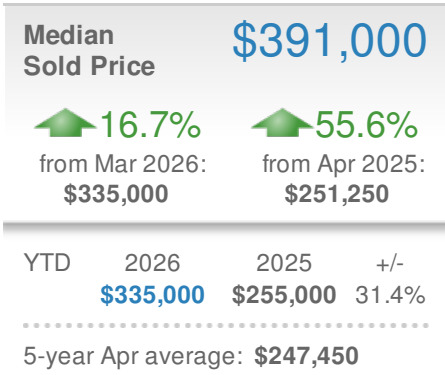 Median $391,000
Sold Price
16.7% 55.6%
from Mar 2026: from Apr 2025:
$335,000 $251,250
YTD 2026 2025 +/-
$335,000 $255,000 31.4%
5-year Apr average: $247,450